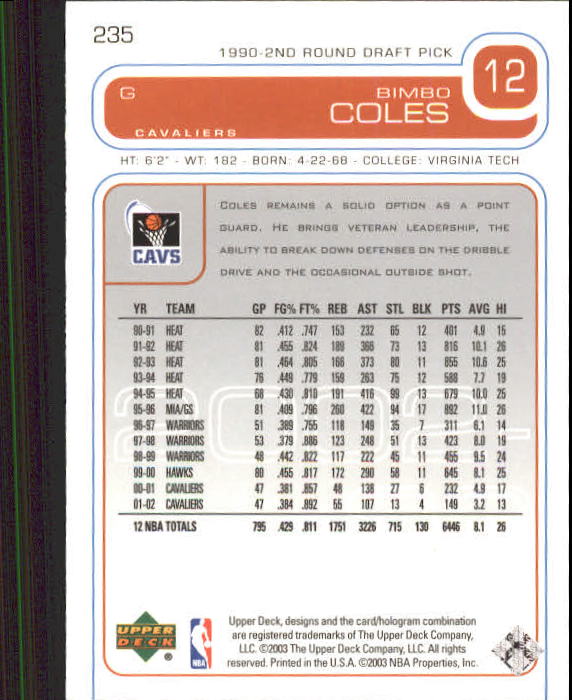 235
1990-2ND ROUND DRAFT PICK
12
G
BIMBO
COLES
CAVALIERS
HT: 6'2" - WT: 182 - BORN: 4-22-68 - COLLEGE: VIRGINIA TECH
CAVS
COLES REMAINS A SOLID OPTION AS A POINT
GUARD. HE BRINGS VETERAN LEADERSHIP, THE
ABILITY TO BREAK DOWN DEFENSES ON THE DRIBBLE
DRIVE AND THE OCCASIONAL OUTSIDE SHOT.
YR TEAM GP FG% FT% REB AST STL BLK PTS AVG HI
90-91 HEAT 82 .412 .747 153 232 65 12 401 4.9 15
91-92 HEAT 81 .455 .824 189 366 73 13 816 10.1 26
92-93 HEAT 81 .464 .805 166 373 80 11 855 10.6 25
93-94 HEAT 76 .449 .779 159 263 75 12 588 7.7 19
94-95 HEAT 68 .430 .810 191 416 99 13 679 10.0 25
95-96 MIA/GS 81 .409 .796 260 422 94 17 892 11.0 26
96-97 WARRIORS 51 .389 .755 118 149 35 7 311 6.1 14
97-98 WARRIORS 53 .379 .886 123 248 51 13 423 8.0 19
98-99 WARRIORS 48 .442 .822 117 222 45 11 455 9.5 24
99-00 HAWKS 80 .455 .817 172 290 58 11 645 8.1 25
00-01 CAVALIERS 47 .381 .857 48 138 27 6 232 4.9 17
01-02 CAVALIERS 47 .384 .892 55 107 13 4 149 3.2 13
12 NBA TOTALS 795 .429 .811 1751 3226 715 130 6446 8.1 26
UPPER
DECK
®
NBA
Upper Deck, designs and the card/hologram combination
are registered trademarks of The Upper Deck Company,
LLC. ©2003 The Upper Deck Company, LLC. All rights
reserved. Printed in the U.S.A. ©2003 NBA Properties, Inc.